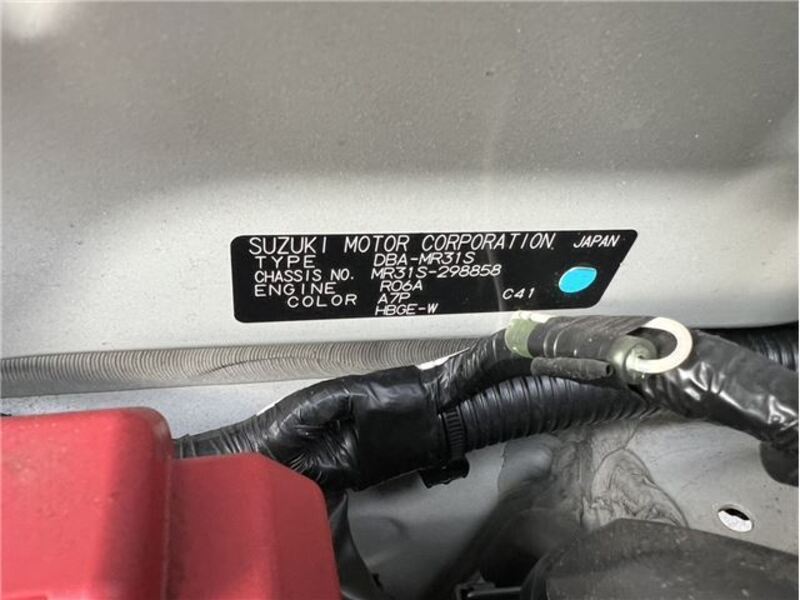 SUZUKI MOTOR CORPORATION JAPAN
TYPE DBA-MR31S
CHASSIS NO. MR31S-298858
ENGINE R06A
COLOR A7P C41
HBGE-W